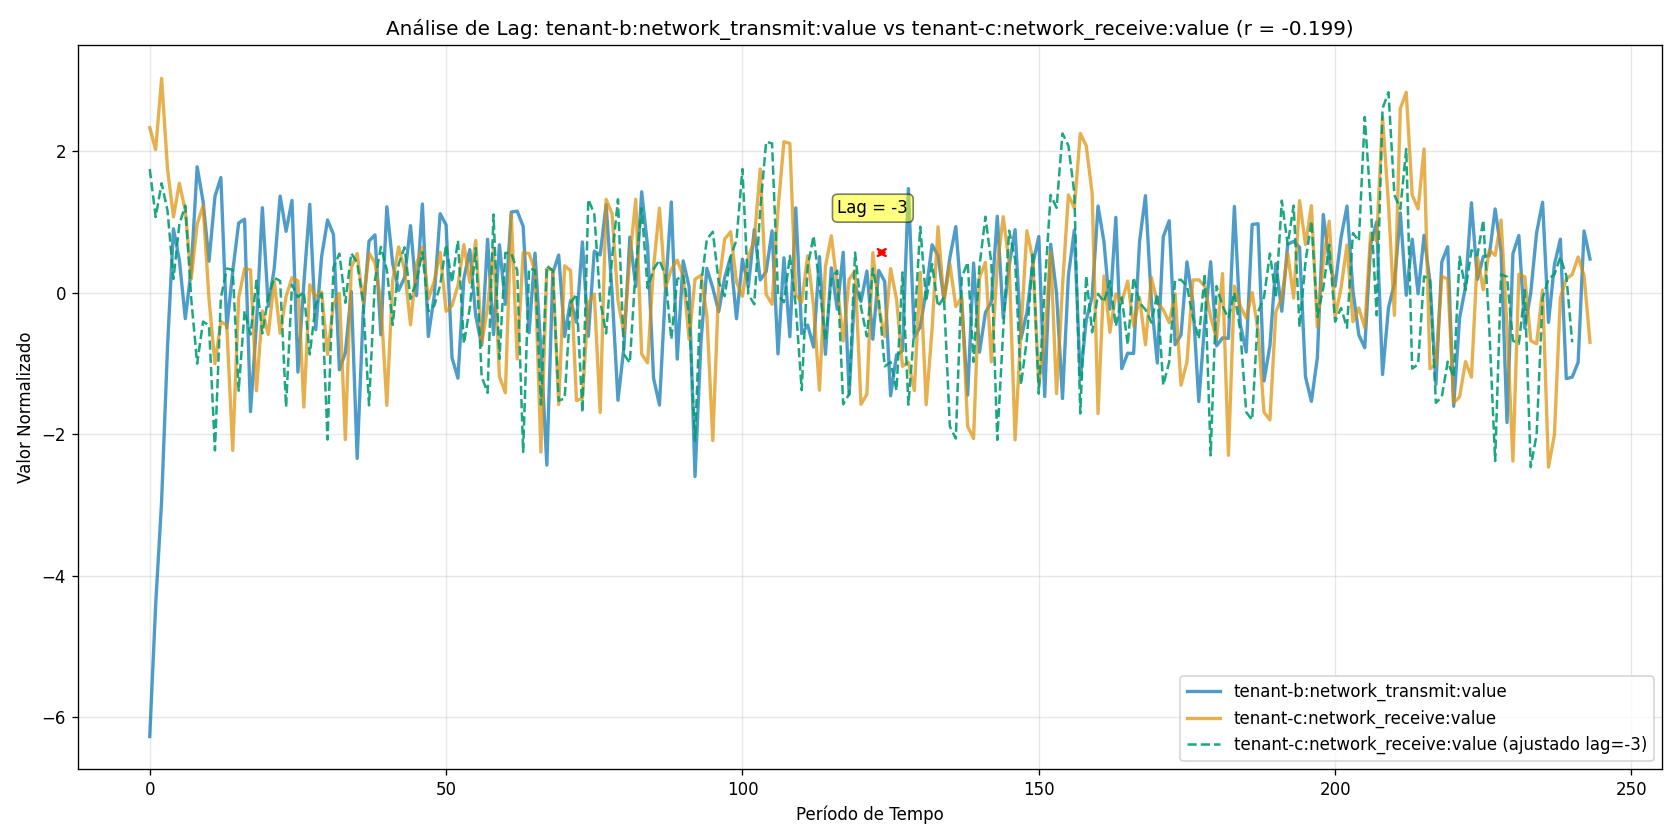 Análise de Lag: tenant-b:network_transmit:value vs tenant-c:network_receive:value (r = -0.199)
Valor Normalizado
2
0
−2
−4
−6
Lag = -3
tenant-b:network_transmit:value
tenant-c:network_receive:value
tenant-c:network_receive:value (ajustado lag=-3)
0
50
100
150
200
250
Período de Tempo